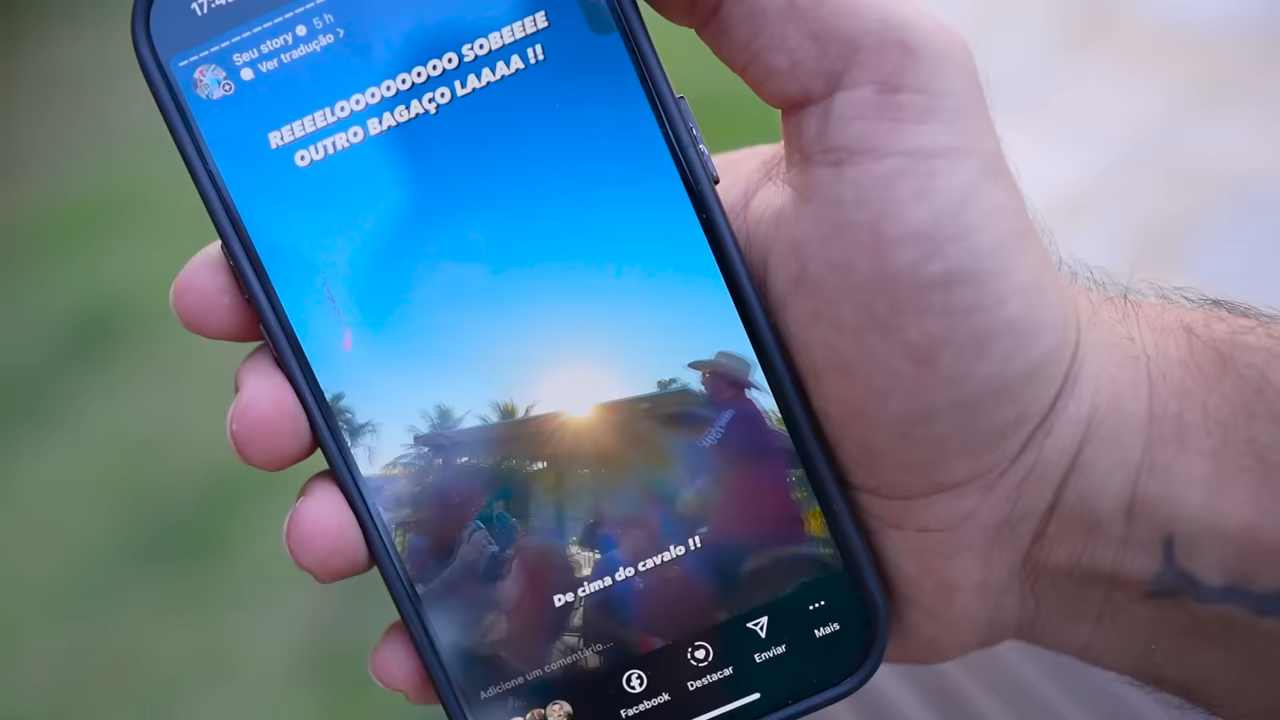 Seu story 5 h
Ver tradução >
REEEELOOOOOOOO SOBEEEE
OUTRO BAGAÇO LAAAA !!
De cima do cavalo !!
Adicione um comentário...
Facebook
Destacar
Enviar
Mais